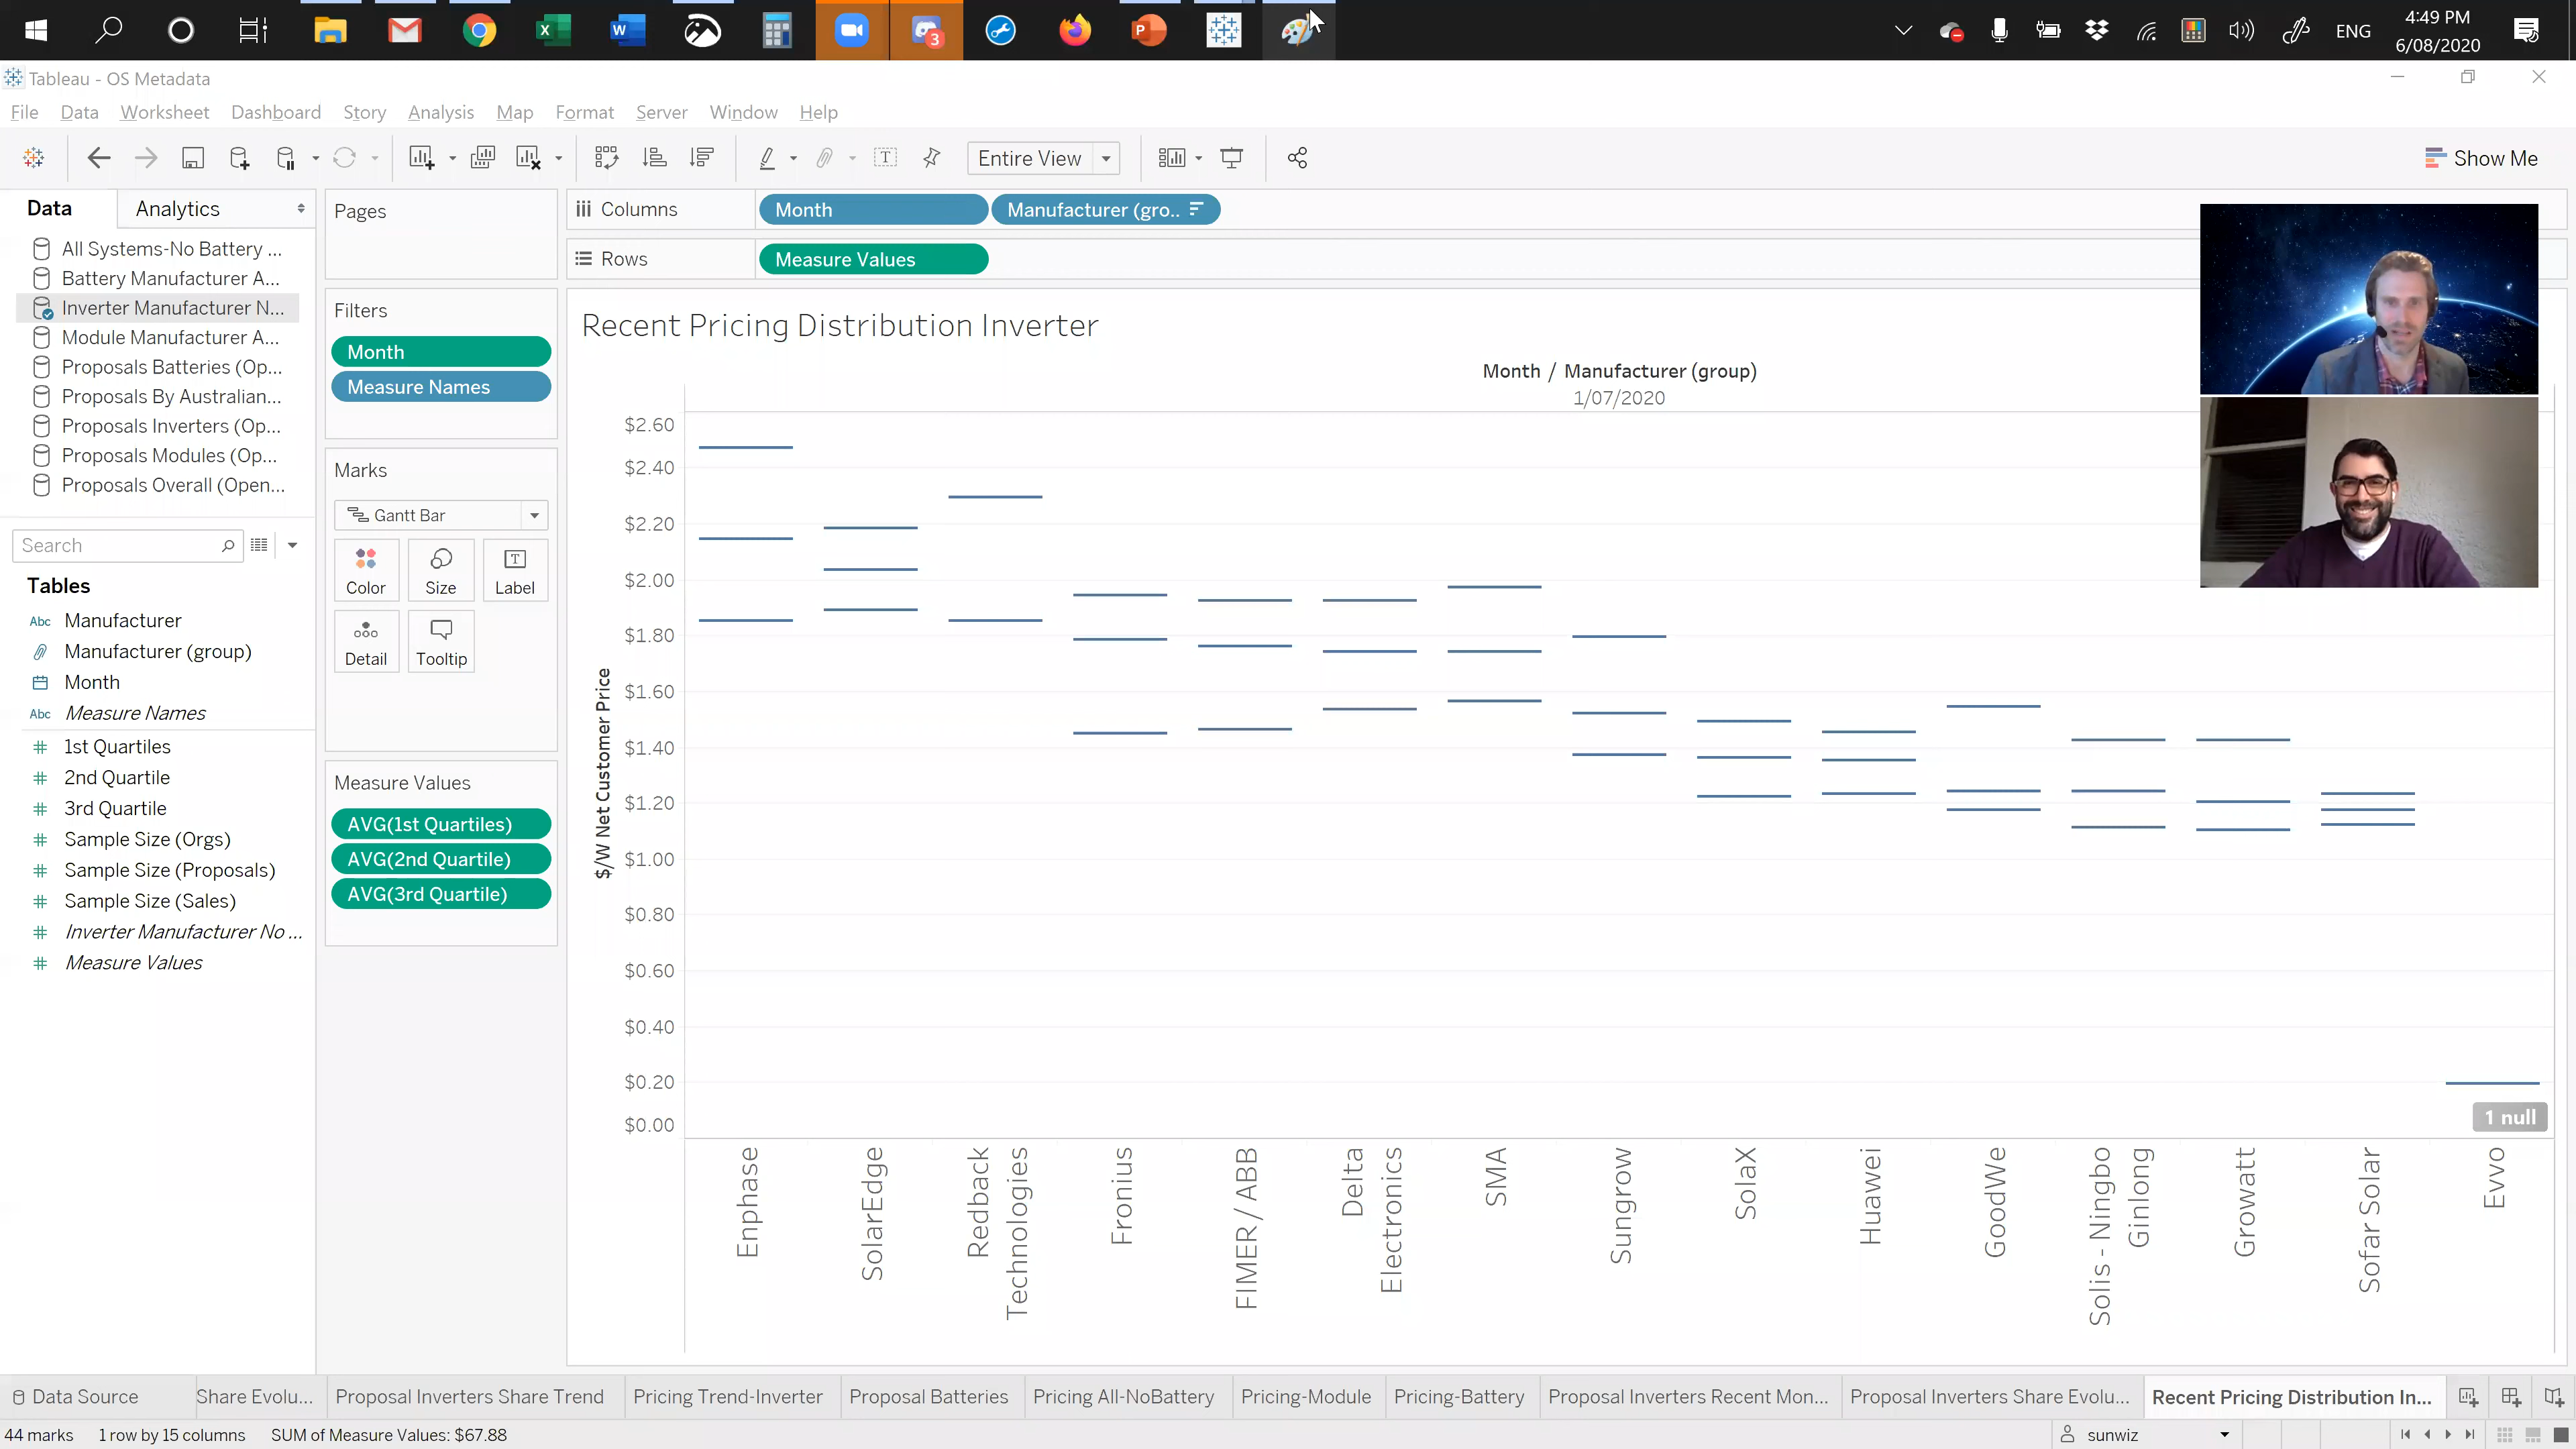 4:49 PM
ENG
6/08/2020
3
Tableau - OS Metadata
File Data Worksheet Dashboard Story Analysis Map Format Server Window Help
Entire View
Show Me
Data
Analytics
All Systems-No Battery ...
Battery Manufacturer A...
Inverter Manufacturer N...
Module Manufacturer A...
Proposals Batteries (Op...
Proposals By Australian...
Proposals Inverters (Op...
Proposals Modules (Op...
Proposals Overall (Open...
Search
Tables
Abc Manufacturer
Manufacturer (group)
Month
Abc Measure Names
# 1st Quartiles
# 2nd Quartile
# 3rd Quartile
# Sample Size (Orgs)
# Sample Size (Proposals)
# Sample Size (Sales)
# Inverter Manufacturer No ...
# Measure Values
Pages
Filters
Month
Measure Names
Marks
Gantt Bar
Color Size Label
Detail Tooltip
Measure Values
AVG(1st Quartiles)
AVG(2nd Quartile)
AVG(3rd Quartile)
Columns Month Manufacturer (gro..
Rows Measure Values
Recent Pricing Distribution Inverter
Month / Manufacturer (group)
1/07/2020
$/W Net Customer Price
$2.60
$2.40
$2.20
$2.00
$1.80
$1.60
$1.40
$1.20
$1.00
$0.80
$0.60
$0.40
$0.20
$0.00
1 null
Enphase
SolarEdge
Redback
Technologies
Fronius
FIMER / ABB
Delta
Electronics
SMA
Sungrow
SolaX
Huawei
GoodWe
Solis - Ningbo
Ginlong
Growatt
Sofar Solar
Evvo
Data Source Share Evolu... Proposal Inverters Share Trend Pricing Trend-Inverter Proposal Batteries Pricing All-NoBattery Pricing-Module Pricing-Battery Proposal Inverters Recent Mon... Proposal Inverters Share Evolu... Recent Pricing Distribution In...
44 marks 1 row by 15 columns SUM of Measure Values: $67.88 sunwiz